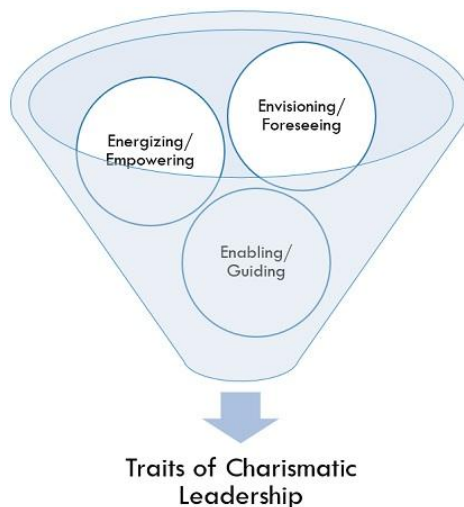 Envisioning/
Foreseeing
Energizing/
Empowering
Enabling/
Guiding
Traits of Charismatic
Leadership